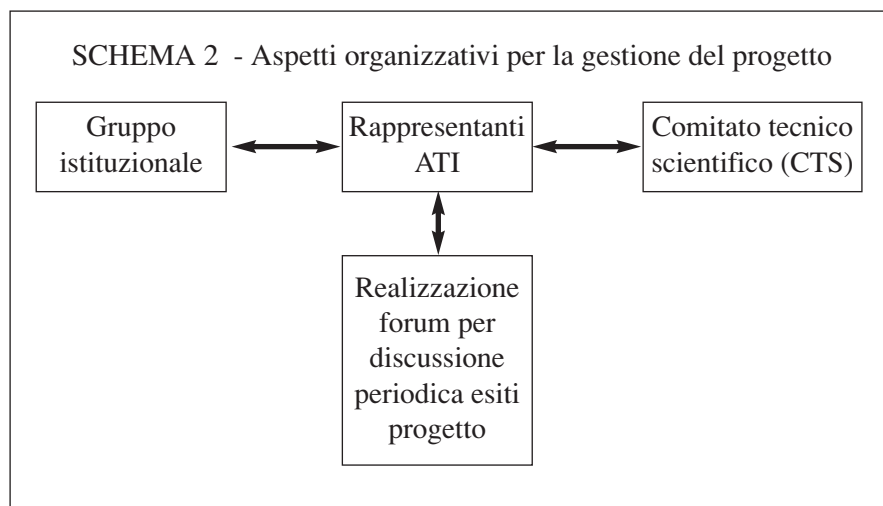 SCHEMA 2 - Aspetti organizzativi per la gestione del progetto
Gruppo
istituzionale
Rappresentanti
ATI
Comitato tecnico
scientifico (CTS)
Realizzazione
forum per
discussione
periodica esiti
progetto